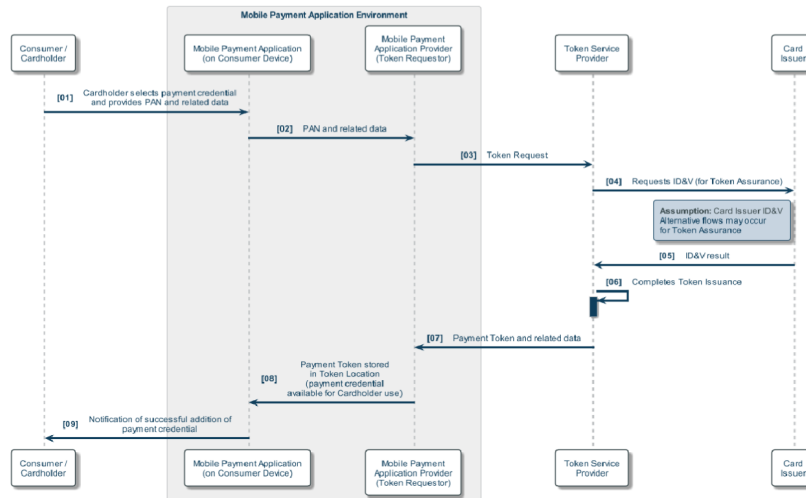 Mobile Payment Application Environment
Consumer /
Cardholder
Mobile Payment Application
(on Consumer Device)
Mobile Payment
Application Provider
(Token Requestor)
Token Service
Provider
Card
Issuer
[01] Cardholder selects payment credential
and provides PAN and related data
[02] PAN and related data
[03] Token Request
[04] Requests ID&V (for Token Assurance)
Assumption: Card Issuer ID&V
Alternative flows may occur
for Token Assurance
[05] ID&V result
[06] Completes Token Issuance
[07] Payment Token and related data
Payment Token stored
in Token Location
[08] (payment credential
available for Cardholder use)
[09] Notification of successful addition of
payment credential
Consumer /
Cardholder
Mobile Payment Application
(on Consumer Device)
Mobile Payment
Application Provider
(Token Requestor)
Token Service
Provider
Card
Issuer